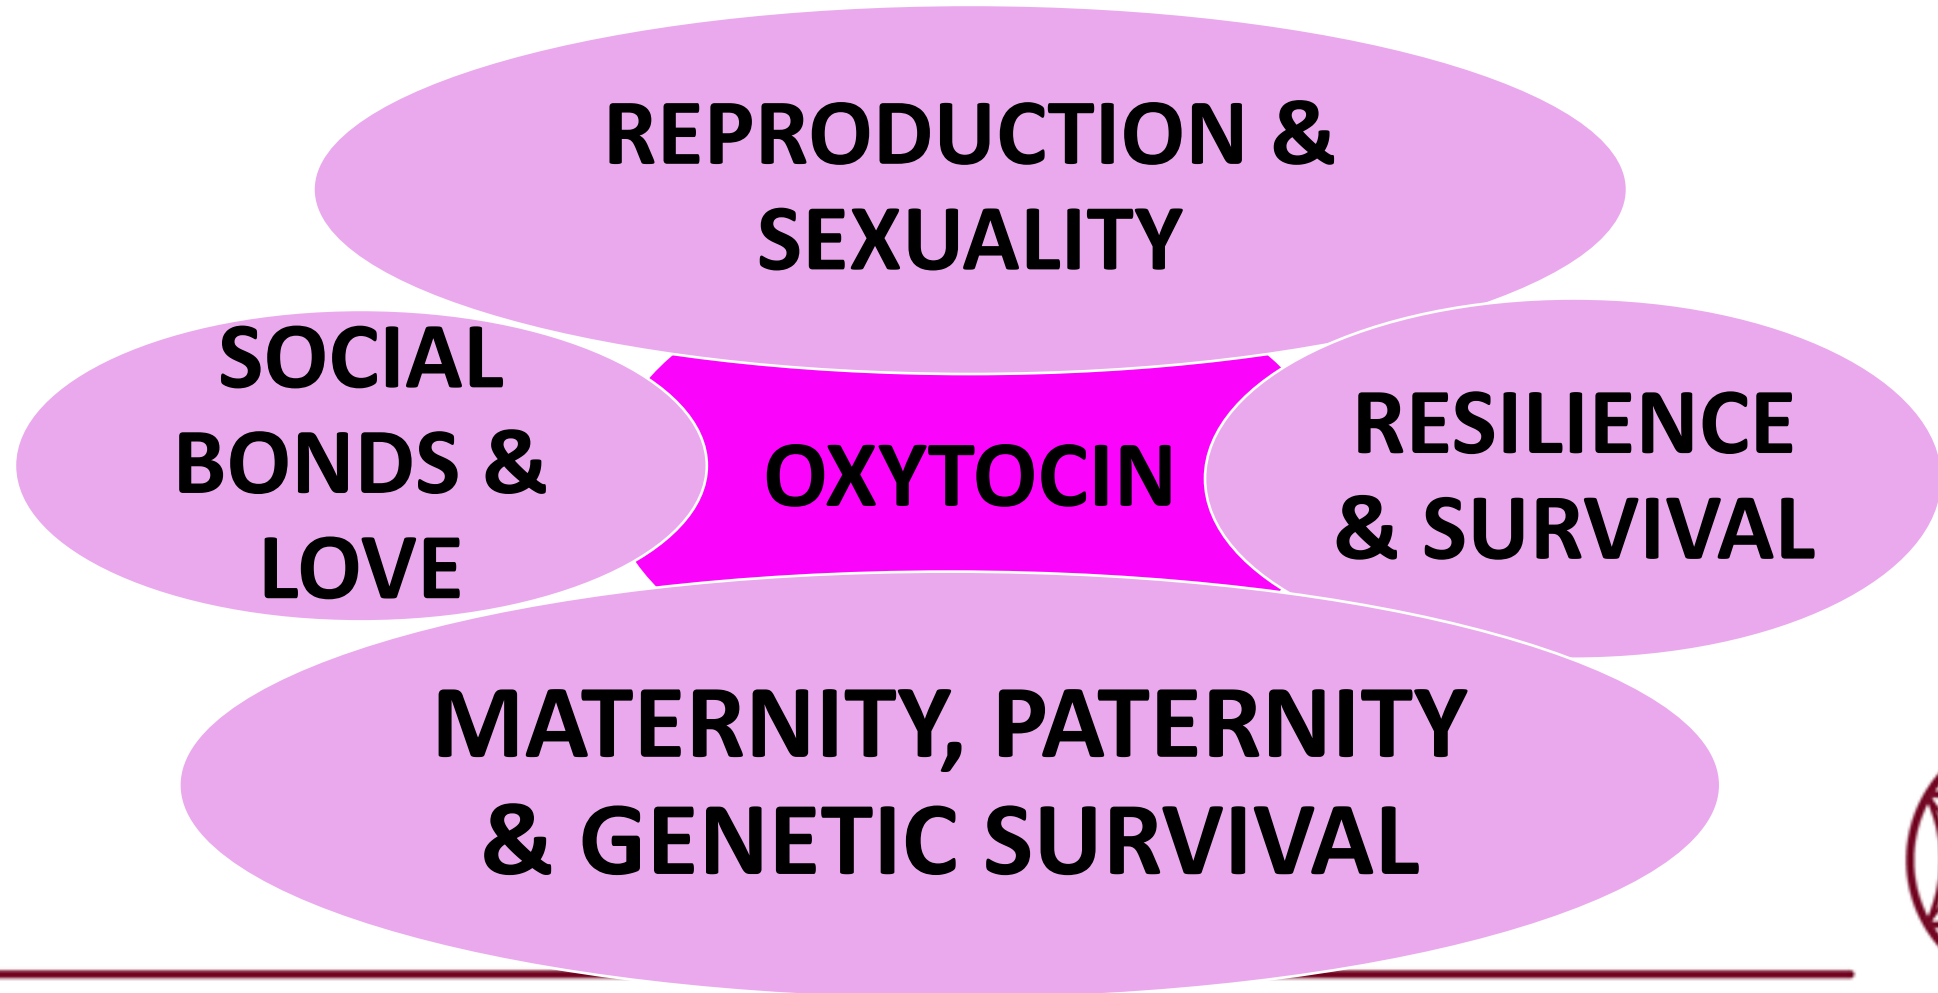 REPRODUCTION &
SEXUALITY
SOCIAL
BONDS &
LOVE
OXYTOCIN
RESILIENCE
& SURVIVAL
MATERNITY, PATERNITY
& GENETIC SURVIVAL